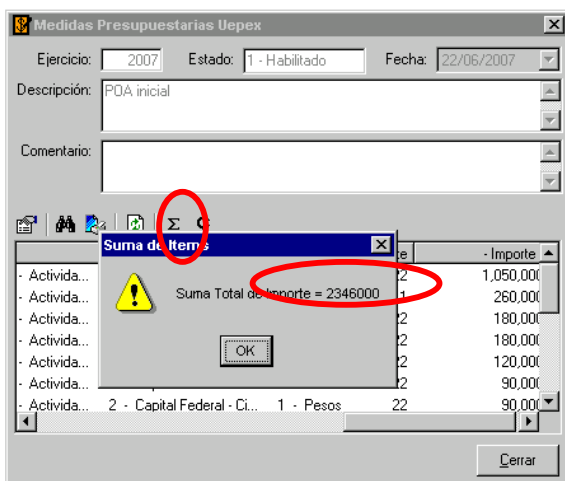 Medidas Presupuestarias Uepex
Ejercicio: 2007 Estado: 1 - Habilitado Fecha: 22/06/2007
Descripción: POA inicial
Comentario:
Σ
Suma de Items
- Importe
- Activida... 1,050,000
Suma Total de Importe = 2346000
- Activida... 260,000
- Activida... 22 180,000
- Activida... 22 180,000
OK
- Activida... 22 120,000
- Activida... 22 90,000
- Activida... 2 - Capital Federal - Ci... 1 - Pesos 22 90,000
Cerrar